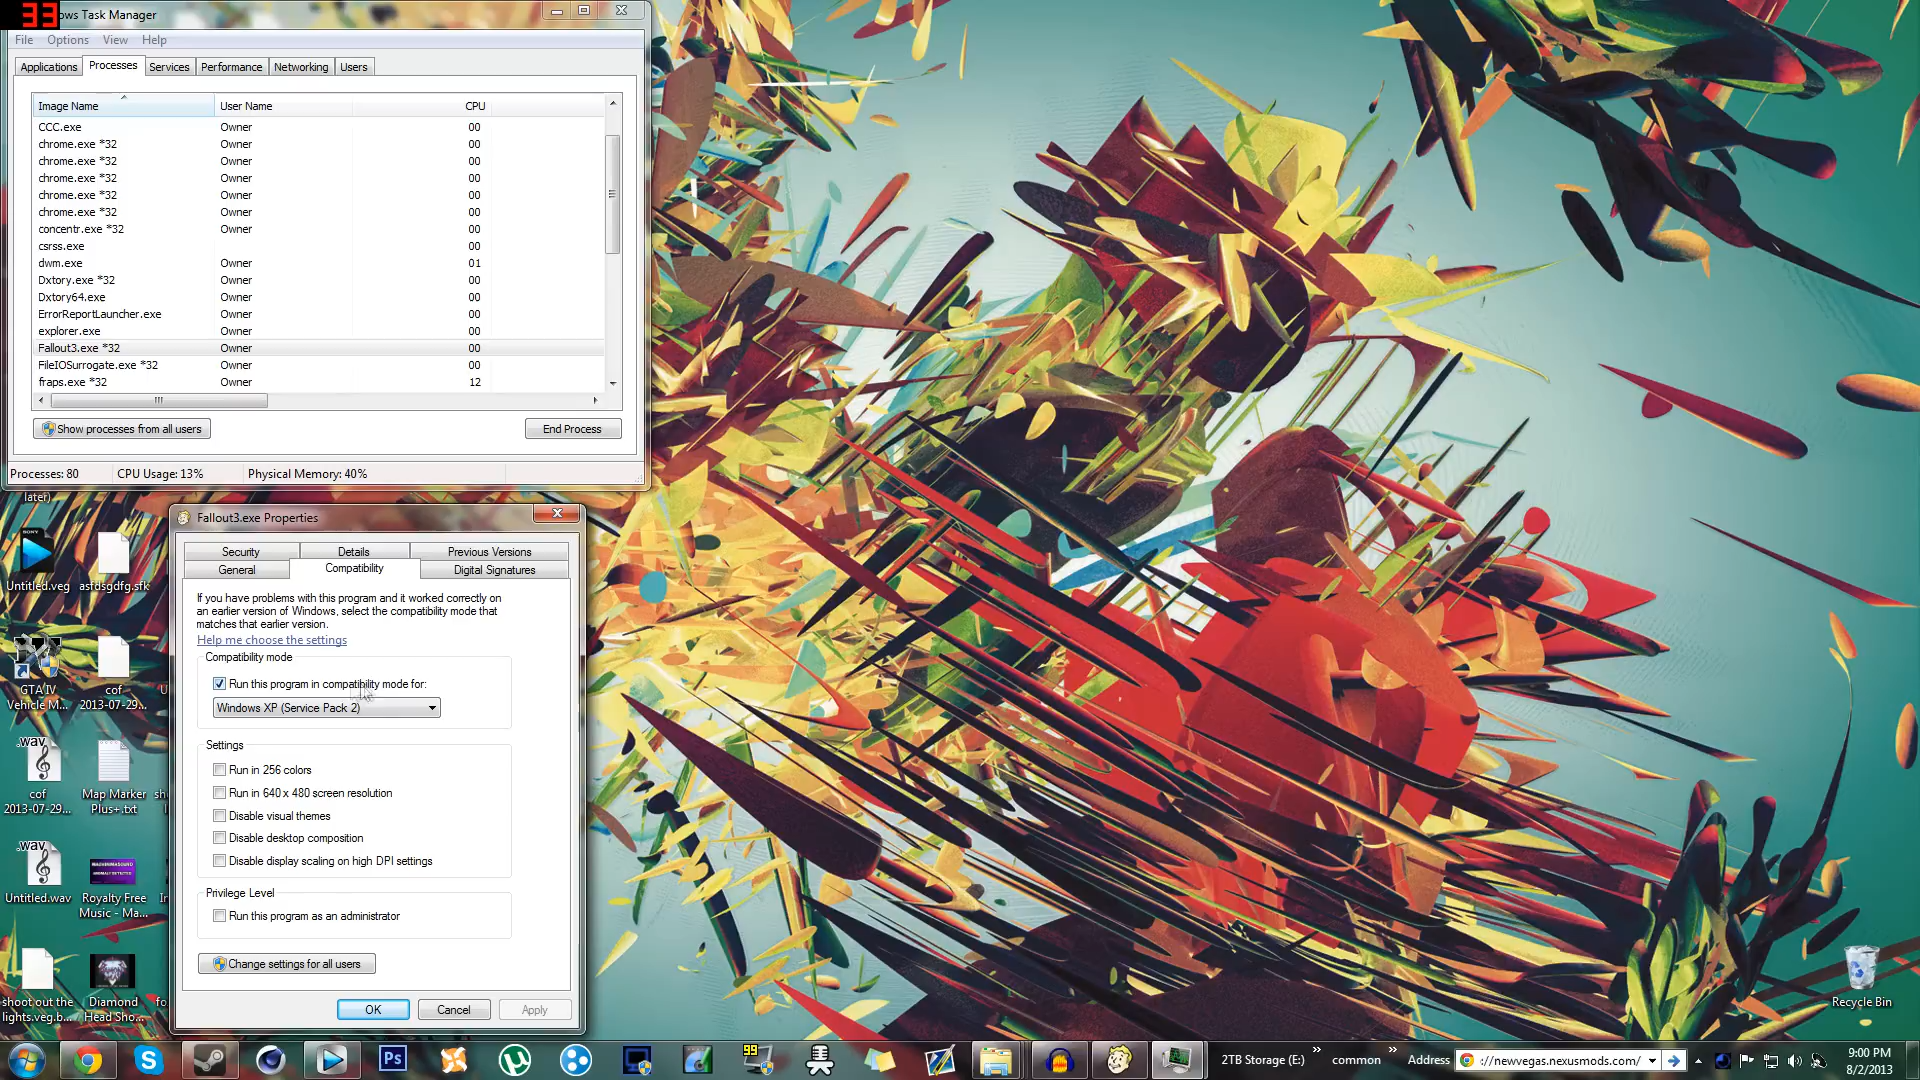 33
ows Task Manager
File Options View Help
Applications Processes Services Performance Networking Users
Image Name User Name CPU
CCC.exe Owner 00
chrome.exe *32 Owner 00
chrome.exe *32 Owner 00
chrome.exe *32 Owner 00
chrome.exe *32 Owner 00
chrome.exe *32 Owner 00
concentr.exe *32 Owner 00
csrss.exe 00
dwm.exe Owner 01
Dxtory.exe *32 Owner 00
Dxtory64.exe Owner 00
ErrorReportLauncher.exe Owner 00
explorer.exe Owner 00
Fallout3.exe *32 Owner 00
FileIOSurrogate.exe *32 Owner 00
fraps.exe *32 Owner 12
Show processes from all users End Process
Processes: 80 CPU Usage: 13% Physical Memory: 40%
later)
Fallout3.exe Properties
Security Details Previous Versions
General Compatibility Digital Signatures
If you have problems with this program and it worked correctly on
an earlier version of Windows, select the compatibility mode that
matches that earlier version.
Help me choose the settings
Compatibility mode
Run this program in compatibility mode for:
Windows XP (Service Pack 2)
Settings
Run in 256 colors
Run in 640 x 480 screen resolution
Disable visual themes
Disable desktop composition
Disable display scaling on high DPI settings
Privilege Level
Run this program as an administrator
Change settings for all users
OK Cancel Apply
SONY
Untitled.veg asfdsgdfg.sfk
GTA IV
Vehicle M...
cof
2013-07-29...
U
.wav
cof
2013-07-29...
Map Marker
Plus+.txt
sh
.wav
Untitled.wav
Royalty Free
Music - Ma...
shoot out the
lights.veg.b...
Diamond
Head Sho...
fo
Recycle Bin
Ps
99
2TB Storage (E:) » common » Address ://newvegas.nexusmods.com/
9:00 PM
8/2/2013